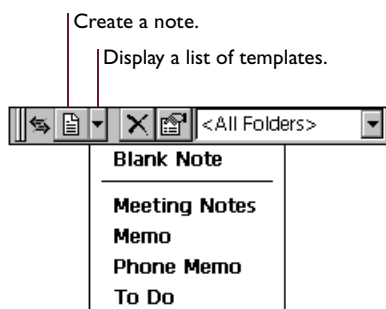 Create a note.
Display a list of templates.
<All Folders>
Blank Note
Meeting Notes
Memo
Phone Memo
To Do